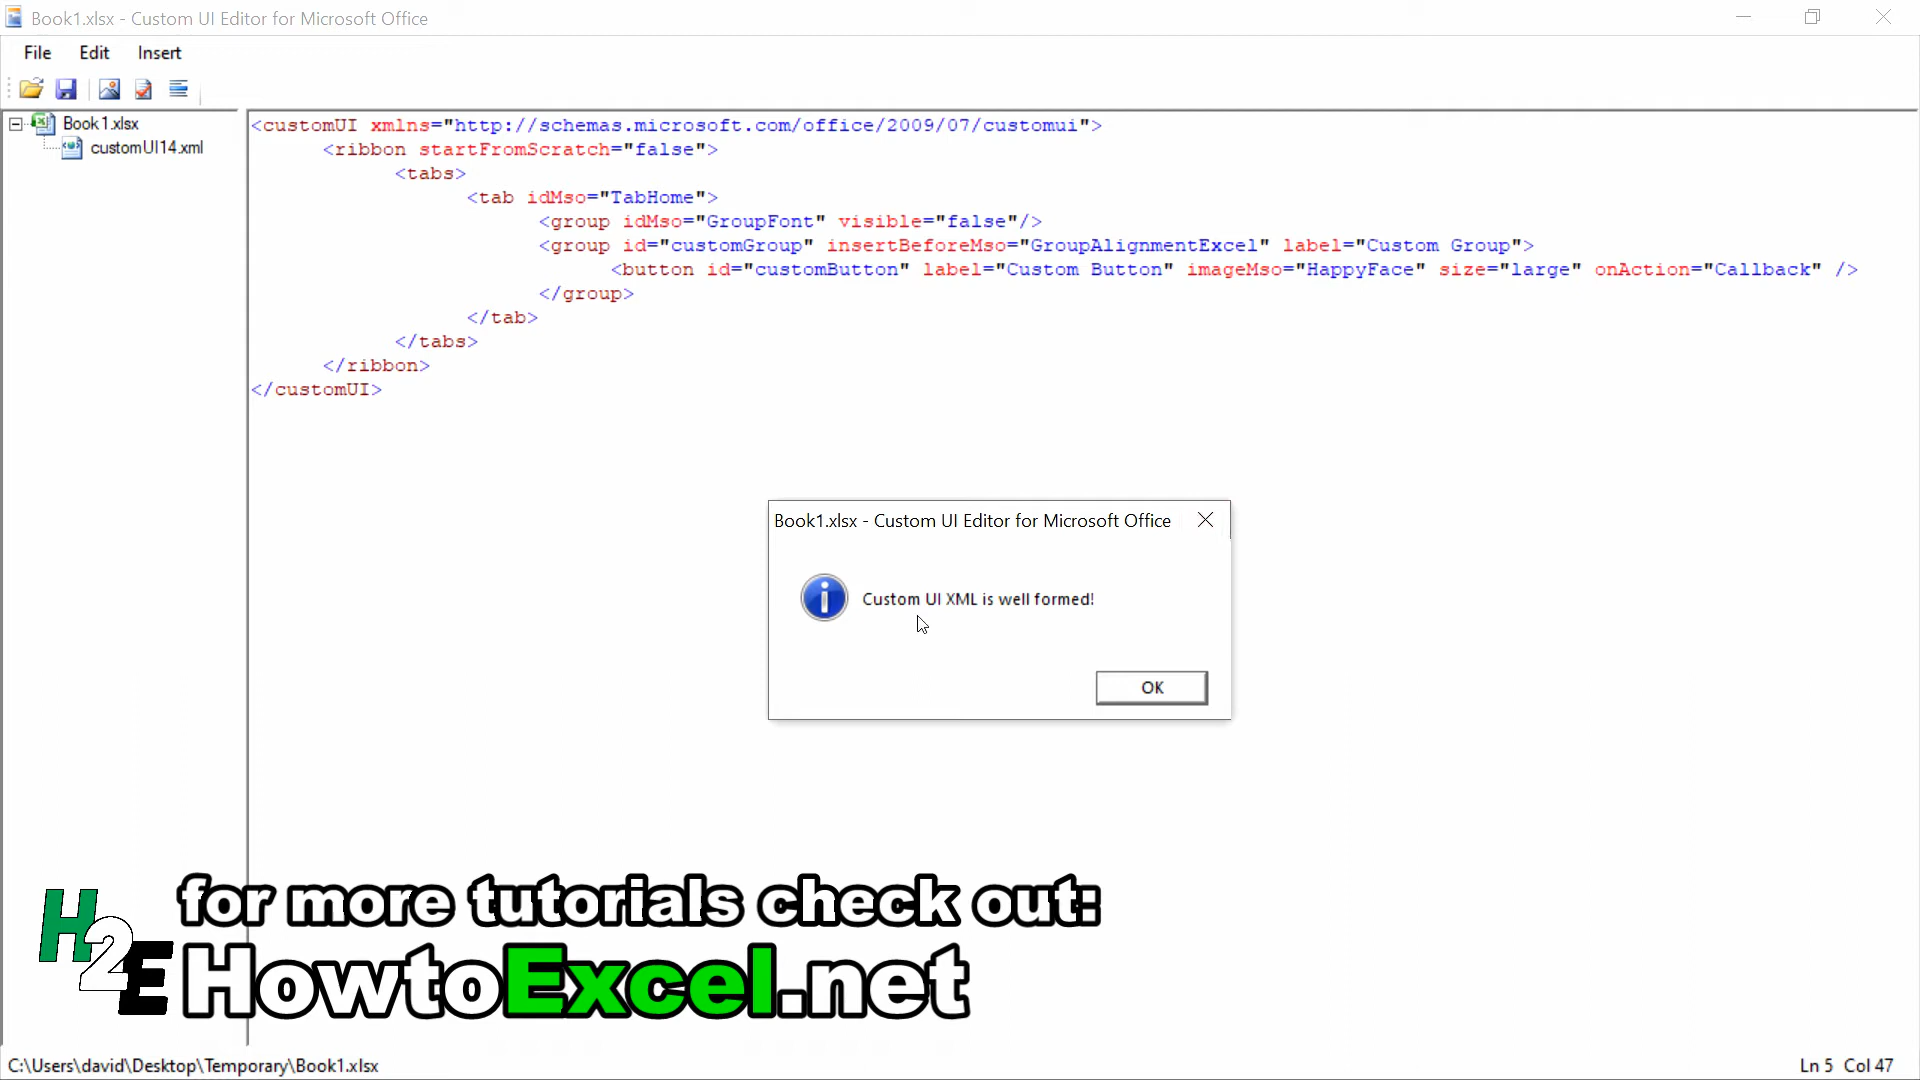 Book1.xlsx - Custom UI Editor for Microsoft Office
File Edit Insert
Book1.xlsx
customUI14.xml
<customUI xmlns="http://schemas.microsoft.com/office/2009/07/customui">
<ribbon startFromScratch="false">
<tabs>
<tab idMso="TabHome">
<group idMso="GroupFont" visible="false"/>
<group id="customGroup" insertBeforeMso="GroupAlignmentExcel" label="Custom Group">
<button id="customButton" label="Custom Button" imageMso="HappyFace" size="large" onAction="Callback" />
</group>
</tab>
</tabs>
</ribbon>
</customUI>
Book1.xlsx - Custom UI Editor for Microsoft Office
Custom UI XML is well formed!
OK
for more tutorials check out:
H2E
HowtoExcel.net
C:\Users\david\Desktop\Temporary\Book1.xlsx
Ln 5 Col 47